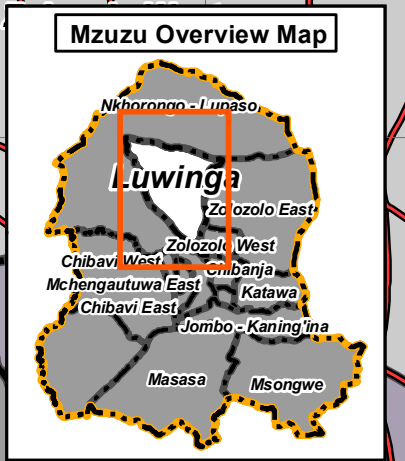 Mzuzu Overview Map
Nkhorongo - Lupaso
Luwinga
Zolozolo East
Zolozolo West
Chibavi West
Chibanja
Mchengautuwa East
Katawa
Chibavi East
Jombo - Kaning'ina
Masasa
Msongwe